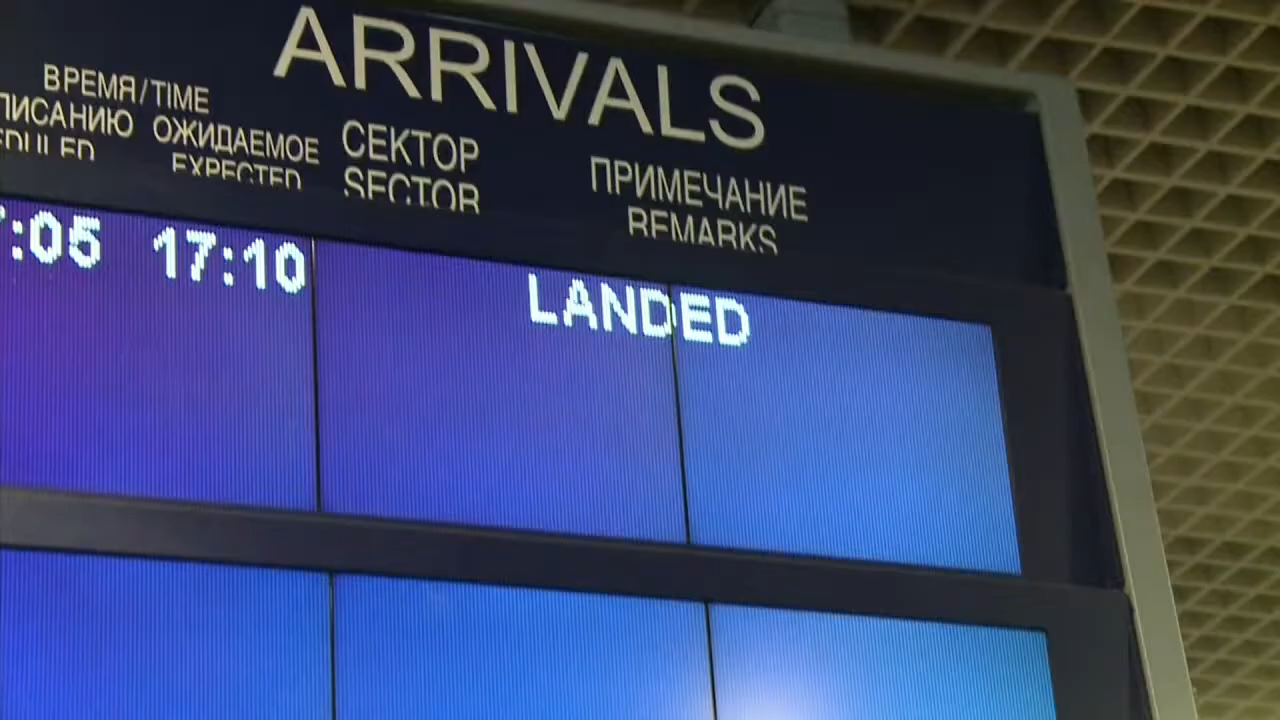 ARRIVALS
ВРЕМЯ/TIME
ОЖИДАЕМОЕ
EXPECTED
СЕКТОР
SECTOR
ПРИМЕЧАНИЕ
REMARKS
:05 17:10 LANDED